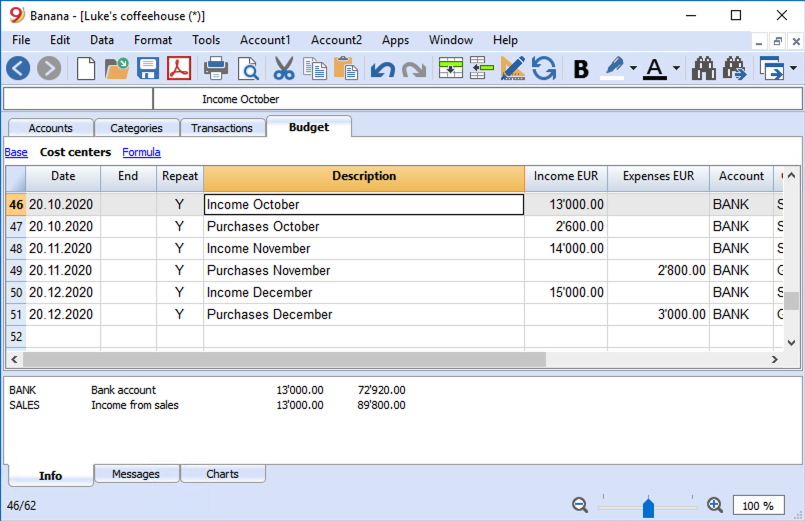 Banana - [Luke's coffeehouse (*)]
File Edit Data Format Tools Account1 Account2 Apps Window Help
B A
Income October
Accounts Categories Transactions Budget
Base Cost centers Formula
Date End Repeat Description Income EUR Expenses EUR Account
46 20.10.2020 Y Income October 13'000.00 BANK S
47 20.10.2020 Y Purchases October 2'600.00 BANK S
48 20.11.2020 Y Income November 14'000.00 BANK S
49 20.11.2020 Y Purchases November 2'800.00 BANK G
50 20.12.2020 Y Income December 15'000.00 BANK S
51 20.12.2020 Y Purchases December 3'000.00 BANK G
52
BANK Bank account 13'000.00 72'920.00
SALES Income from sales 13'000.00 89'800.00
Info Messages Charts
46/62 100 %